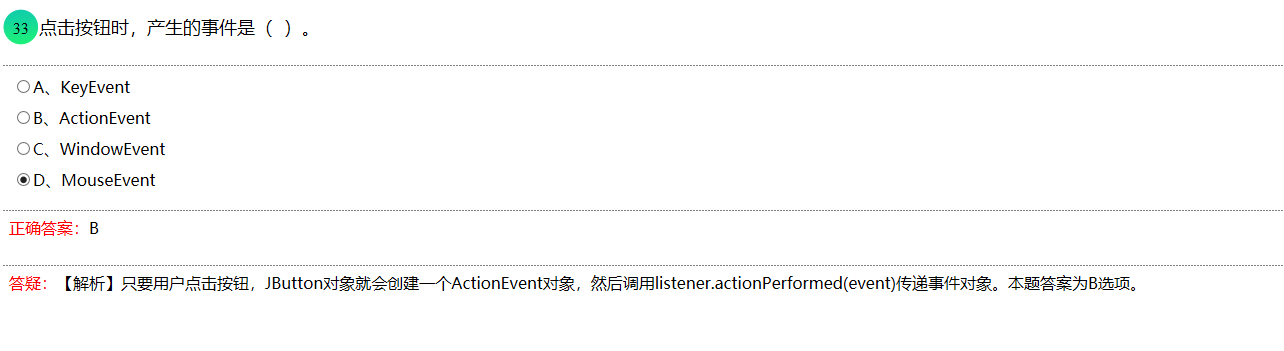 33 点击按钮时，产生的事件是（ ）。
A、KeyEvent
B、ActionEvent
C、WindowEvent
D、MouseEvent
正确答案：B
答疑：【解析】只要用户点击按钮，JButton对象就会创建一个ActionEvent对象，然后调用listener.actionPerformed(event)传递事件对象。本题答案为B选项。